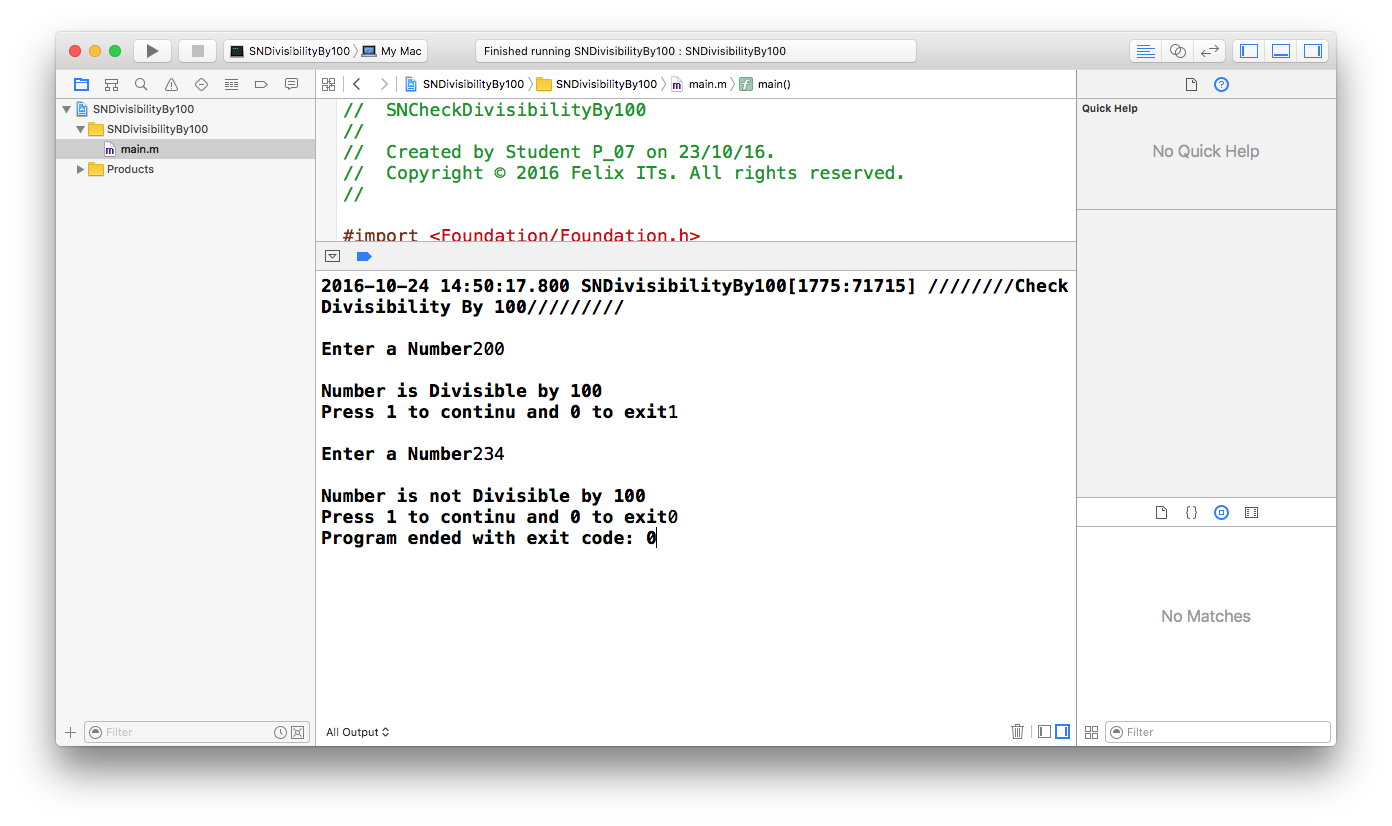 SNDivisibilityBy100 My Mac
Finished running SNDivisibilityBy100 : SNDivisibilityBy100
SNDivisibilityBy100 SNDivisibilityBy100 main.m main()
SNDivisibilityBy100
SNDivisibilityBy100
main.m
Products
Filter
// SNCheckDivisibilityBy100
//
// Created by Student P_07 on 23/10/16.
// Copyright © 2016 Felix ITs. All rights reserved.
//
#import <Foundation/Foundation.h>
2016-10-24 14:50:17.800 SNDivisibilityBy100[1775:71715] ////////Check
Divisibility By 100/////////
Enter a Number200
Number is Divisible by 100
Press 1 to continu and 0 to exit1
Enter a Number234
Number is not Divisible by 100
Press 1 to continu and 0 to exit0
Program ended with exit code: 0
All Output
Quick Help
No Quick Help
No Matches
Filter